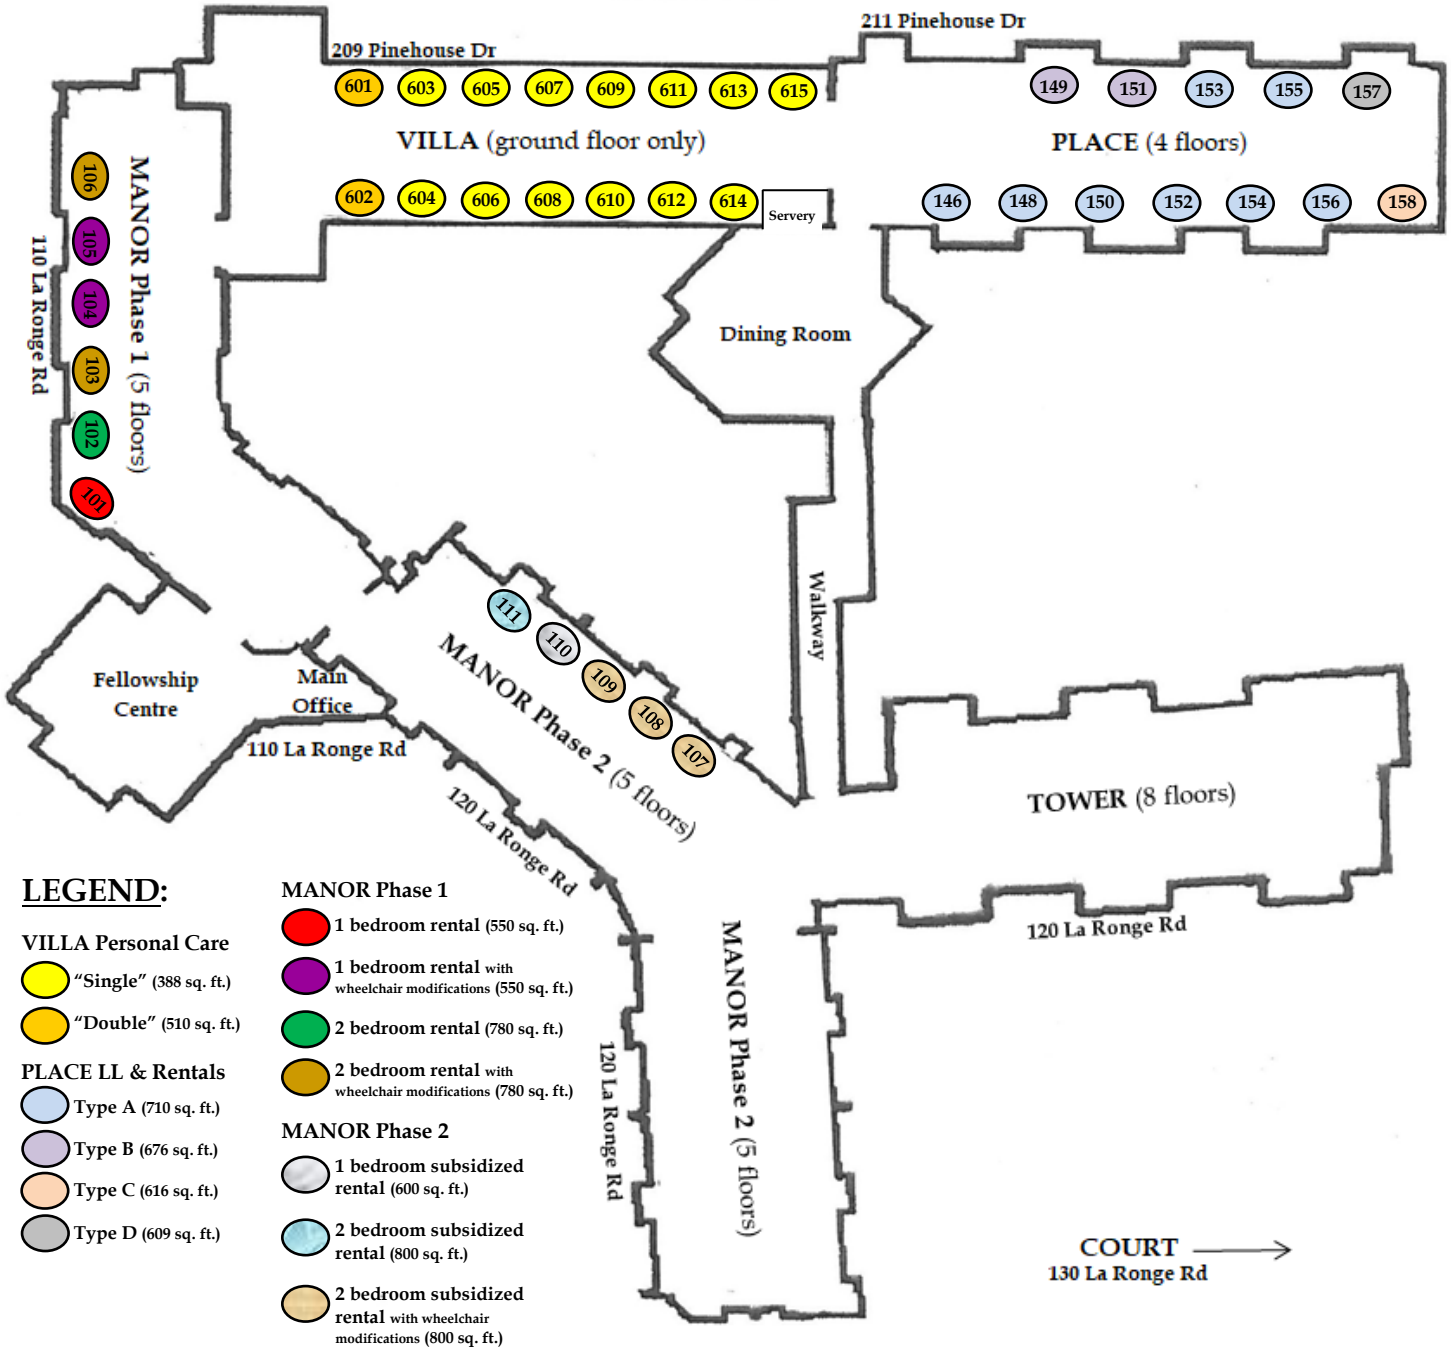 209 Pinehouse Dr
211 Pinehouse Dr
601 603 605 607 609 611 613 615
149 151 153 155 157
VILLA (ground floor only)
PLACE (4 floors)
602 604 606 608 610 612 614
Servery
146 148 150 152 154 156 158
106
105
104
103
102
101
MANOR Phase 1 (5 floors)
110 La Ronge Rd
Dining Room
Walkway
111
110
109
108
107
MANOR Phase 2 (5 floors)
Fellowship
Centre
Main
Office
110 La Ronge Rd
120 La Ronge Rd
TOWER (8 floors)
120 La Ronge Rd
MANOR Phase 2 (5 floors)
120 La Ronge Rd
COURT
130 La Ronge Rd
LEGEND:
VILLA Personal Care
“Single” (388 sq. ft.)
“Double” (510 sq. ft.)
PLACE LL & Rentals
Type A (710 sq. ft.)
Type B (676 sq. ft.)
Type C (616 sq. ft.)
Type D (609 sq. ft.)
MANOR Phase 1
1 bedroom rental (550 sq. ft.)
1 bedroom rental with
wheelchair modifications (550 sq. ft.)
2 bedroom rental (780 sq. ft.)
2 bedroom rental with
wheelchair modifications (780 sq. ft.)
MANOR Phase 2
1 bedroom subsidized
rental (600 sq. ft.)
2 bedroom subsidized
rental (800 sq. ft.)
2 bedroom subsidized
rental with wheelchair
modifications (800 sq. ft.)